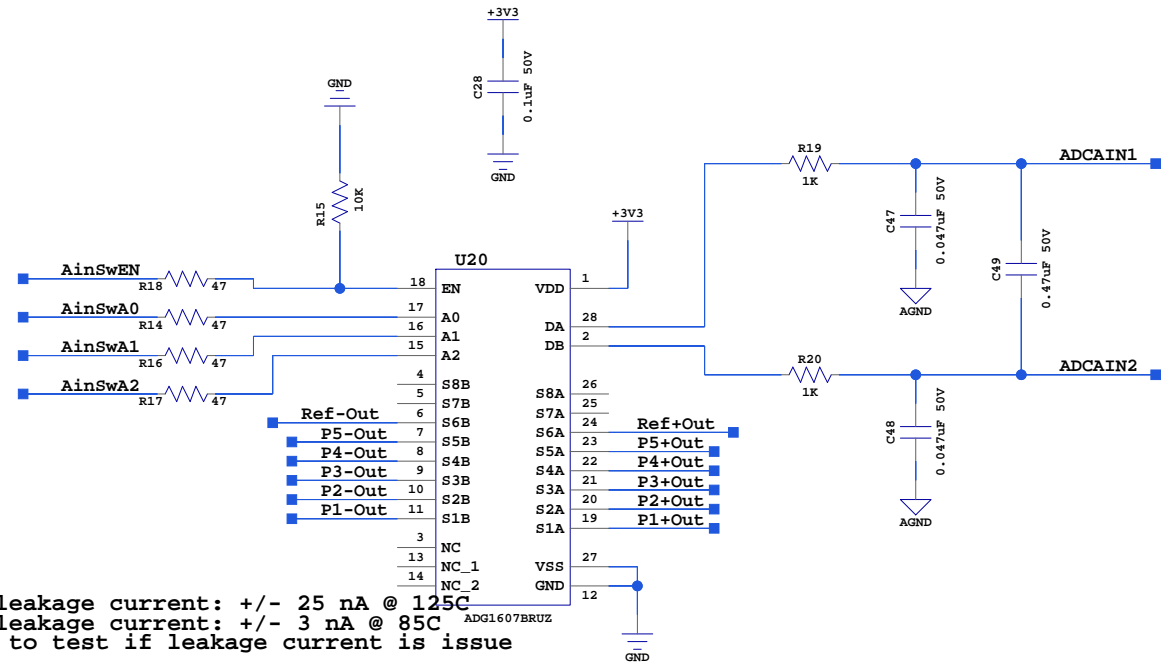 +3V3
C28
0.1uF 50V
GND
GND
R15
10K
AinSwEN
R18
47
AinSwA0
R14
47
AinSwA1
R16
47
AinSwA2
R17
47
U20
18
EN
17
A0
16
A1
15
A2
4
S8B
5
S7B
Ref-Out
6
S6B
P5-Out
7
S5B
P4-Out
8
S4B
P3-Out
9
S3B
P2-Out
10
S2B
P1-Out
11
S1B
3
NC
13
NC_1
14
NC_2
+3V3
VDD
1
DA
28
DB
2
S8A
26
S7A
25
S6A
24
Ref+Out
S5A
23
P5+Out
S4A
22
P4+Out
S3A
21
P3+Out
S2A
20
P2+Out
S1A
19
P1+Out
VSS
27
GND
12
GND
ADG1607BRUZ
R19
1K
C47
0.047uF 50V
AGND
C49
0.47uF 50V
ADCAIN1
R20
1K
C48
0.047uF 50V
AGND
ADCAIN2
leakage current: +/- 25 nA @ 125C
leakage current: +/- 3 nA @ 85C
to test if leakage current is issue